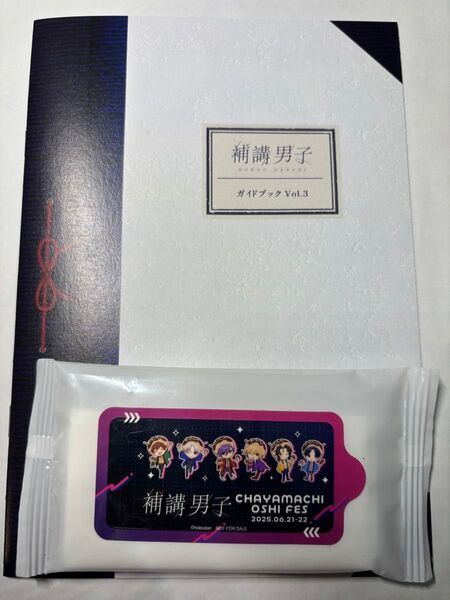 補講男子
HOKOU DANSHI
ガイドブック Vol.3
補講男子
CHAYAMACHI
OSHI FES
2025.06.21-22
©hokodan NOT FOR SALE.